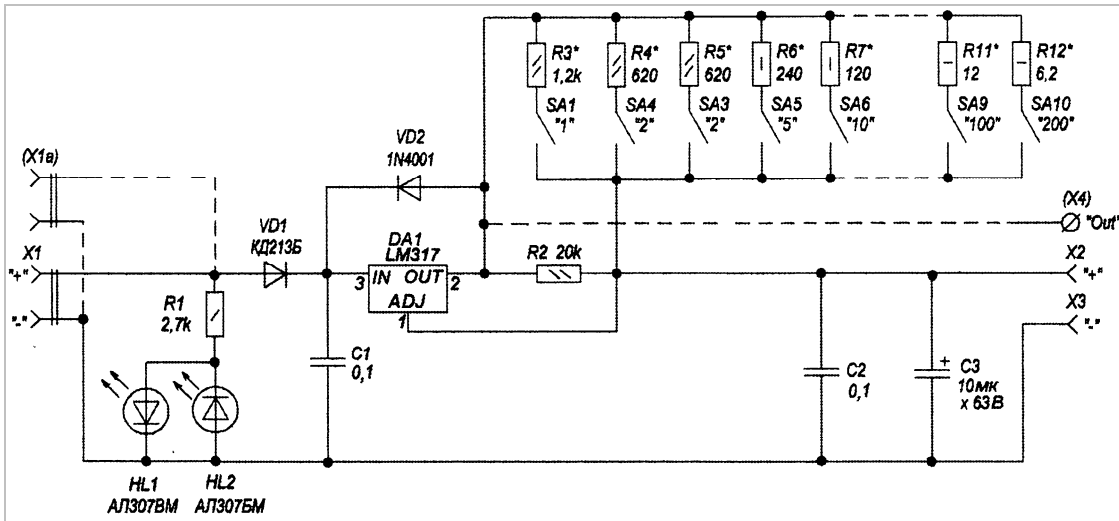 R3*
1,2k
R4*
620
R5*
620
R6*
240
R7*
120
R11*
12
R12*
6,2
SA1
"1"
SA4
"2"
SA3
"2"
SA5
"5"
SA6
"10"
SA9
"100"
SA10
"200"
VD2
1N4001
(X1a)
(X4)
"Out"
VD1
КД213Б
DA1
LM317
X1
"+"
3
IN OUT
2
ADJ
1
R2 20k
X2
"+"
R1
2,7k
"-"
X3
"-"
C1
0,1
C2
0,1
+
C3
10мк
x 63В
HL1
АЛ307ВМ
HL2
АЛ307БМ